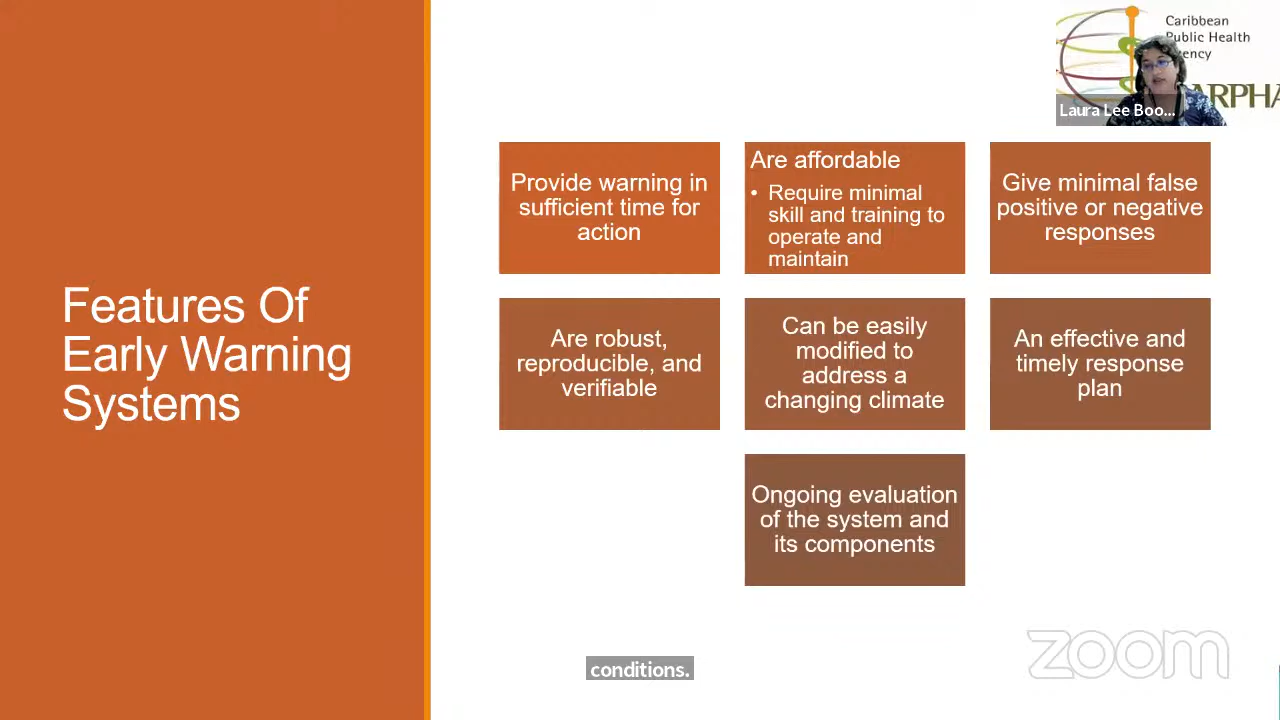 Features Of
Early Warning
Systems
Provide warning in
sufficient time for
action
Are affordable
• Require minimal
skill and training to
operate and
maintain
Give minimal false
positive or negative
responses
Are robust,
reproducible, and
verifiable
Can be easily
modified to
address a
changing climate
An effective and
timely response
plan
Ongoing evaluation
of the system and
its components
Caribbean
Public Health
ency
ARPHA
Laura Lee Boo...
conditions.
zoom